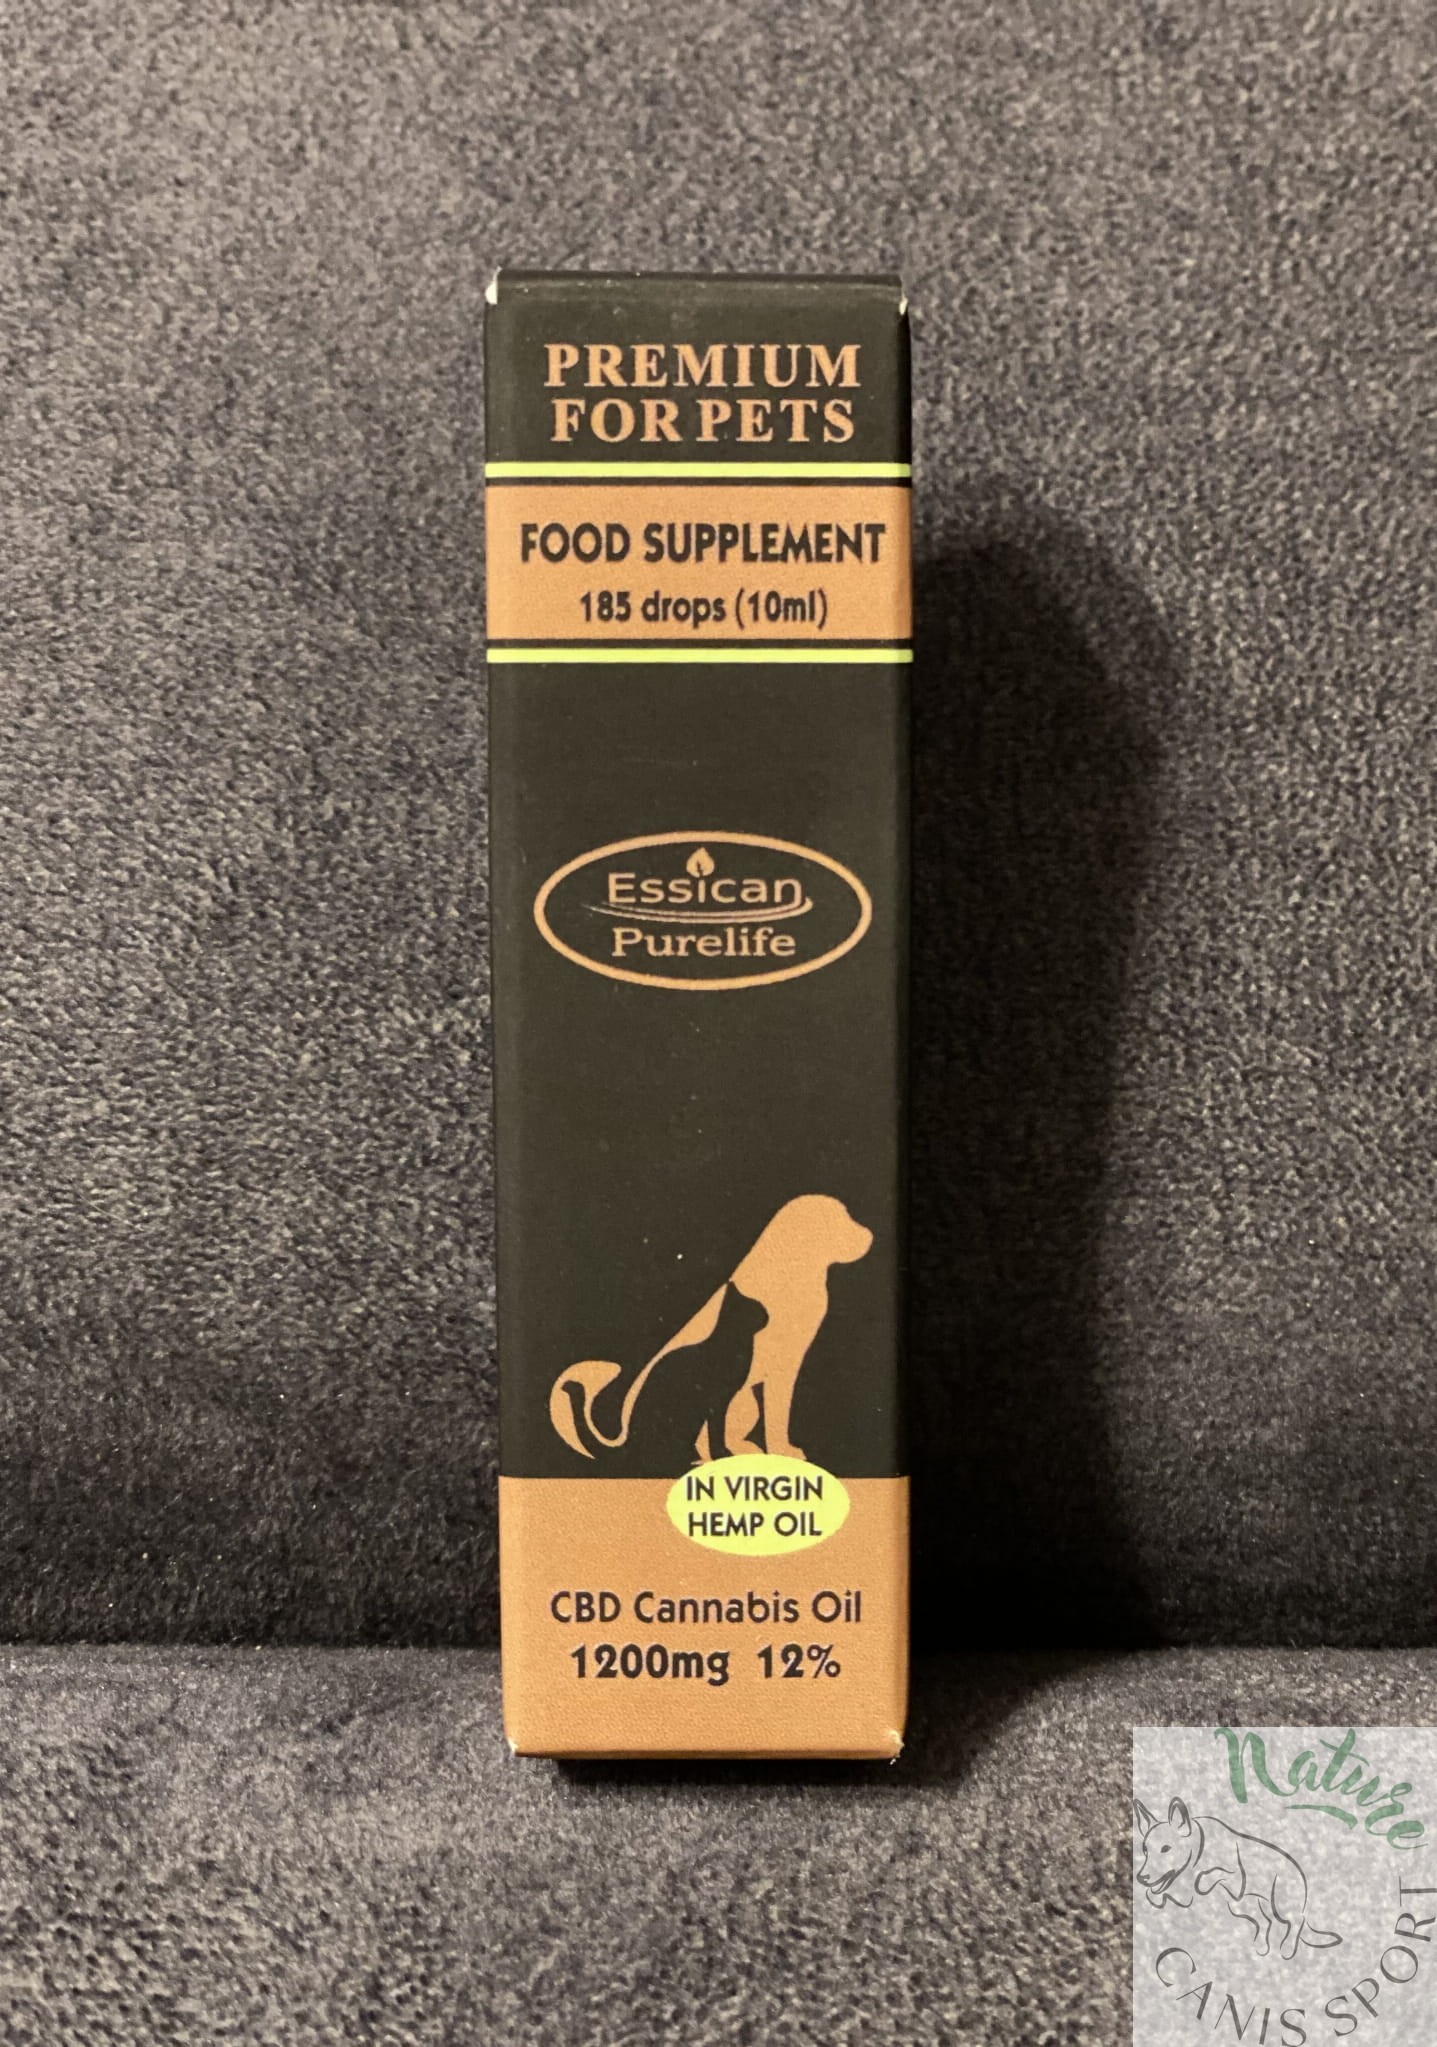 PREMIUM
FOR PETS
FOOD SUPPLEMENT
185 drops (10ml)
Essican
Purelife
IN VIRGIN
HEMP OIL
CBD Cannabis Oil
1200mg 12%
Nature
CANIS SPORT